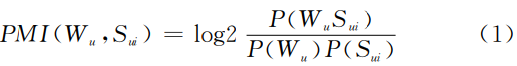 PMI(W_u, S_ui) = log2 P(W_u S_ui) / P(W_u)P(S_ui) (1)